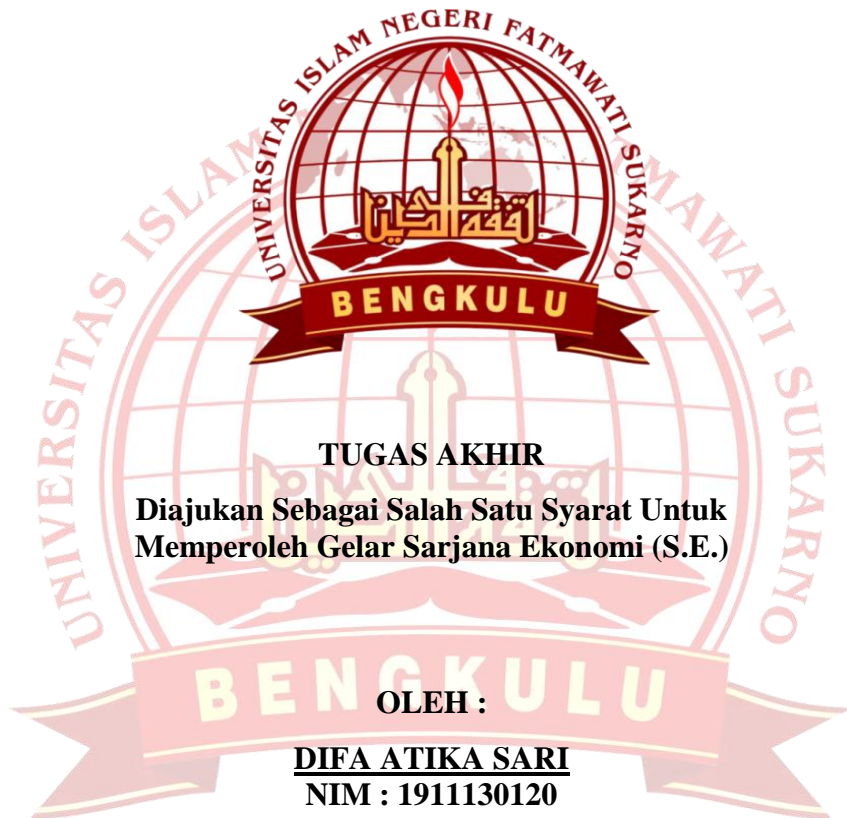 UNIVERSITAS ISLAM NEGERI FATMAWATI SUKARNO
BENGKULU
TUGAS AKHIR
Diajukan Sebagai Salah Satu Syarat Untuk
Memperoleh Gelar Sarjana Ekonomi (S.E.)
OLEH :
DIFA ATIKA SARI
NIM : 1911130120
BENGKULU